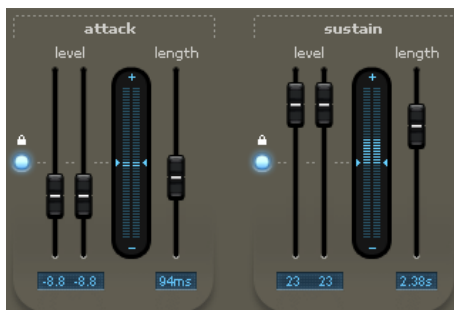 attack sustain
level length level length
+ +
- -
-8.8 -8.8 94ms 23 23 2.38s